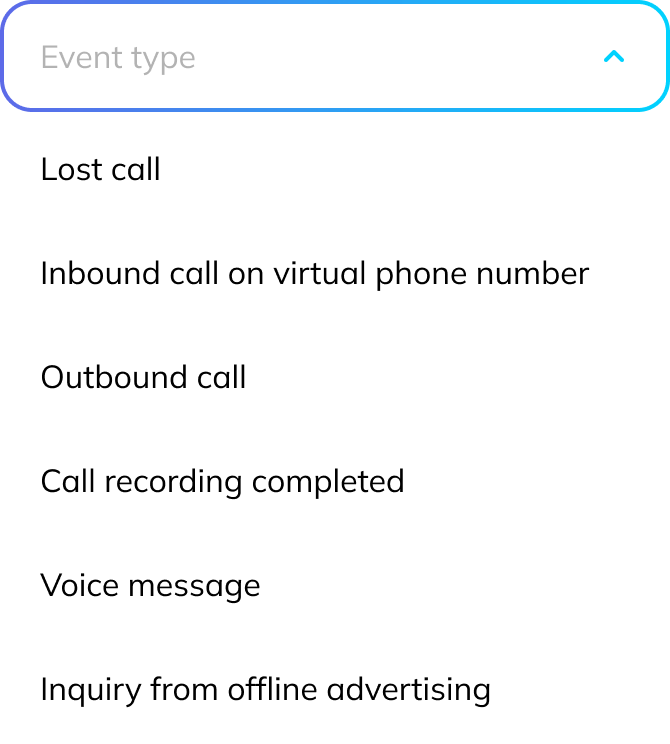 Event type
Lost call
Inbound call on virtual phone number
Outbound call
Call recording completed
Voice message
Inquiry from offline advertising